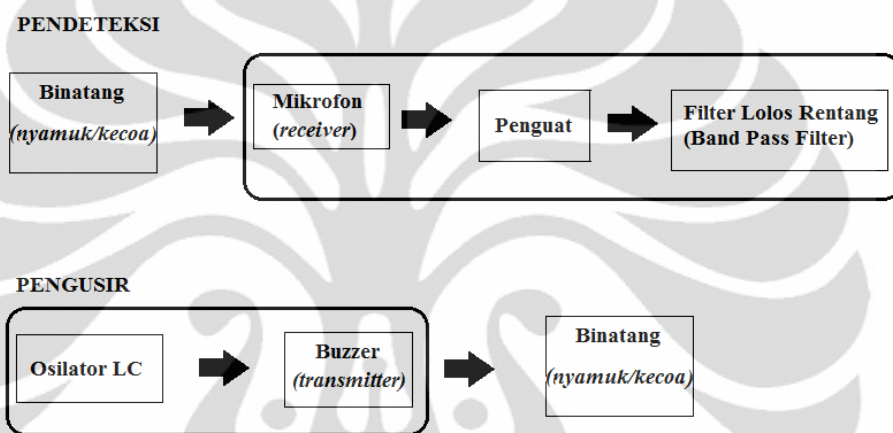 PENDETEKSI
Binatang
(nyamuk/kecoa)
Mikrofon
(receiver)
Penguat
Filter Lolos Rentang
(Band Pass Filter)
PENGUSIR
Osilator LC
Buzzer
(transmitter)
Binatang
(nyamuk/kecoa)